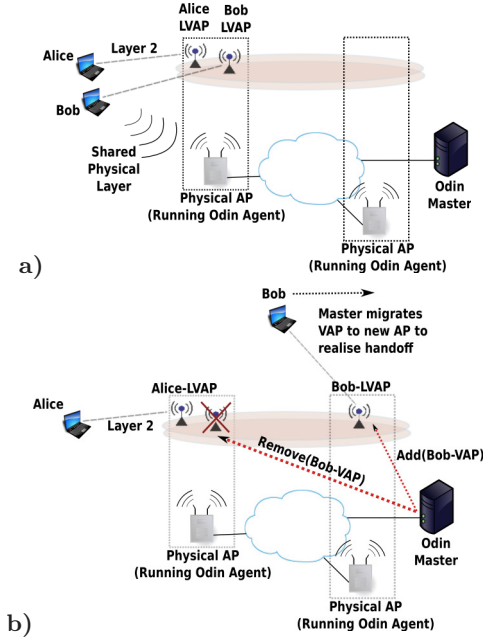 Alice
LVAP
Bob
LVAP
Alice
Layer 2
Bob
Shared
Physical
Layer
Physical AP
(Running Odin Agent)
Odin
Master
Physical AP
(Running Odin Agent)
a)
Bob
Master migrates
VAP to new AP to
realise handoff
Alice-LVAP
Bob-LVAP
Alice
Layer 2
Remove(Bob-VAP)
Add(Bob-VAP)
Physical AP
(Running Odin Agent)
Odin
Master
Physical AP
(Running Odin Agent)
b)